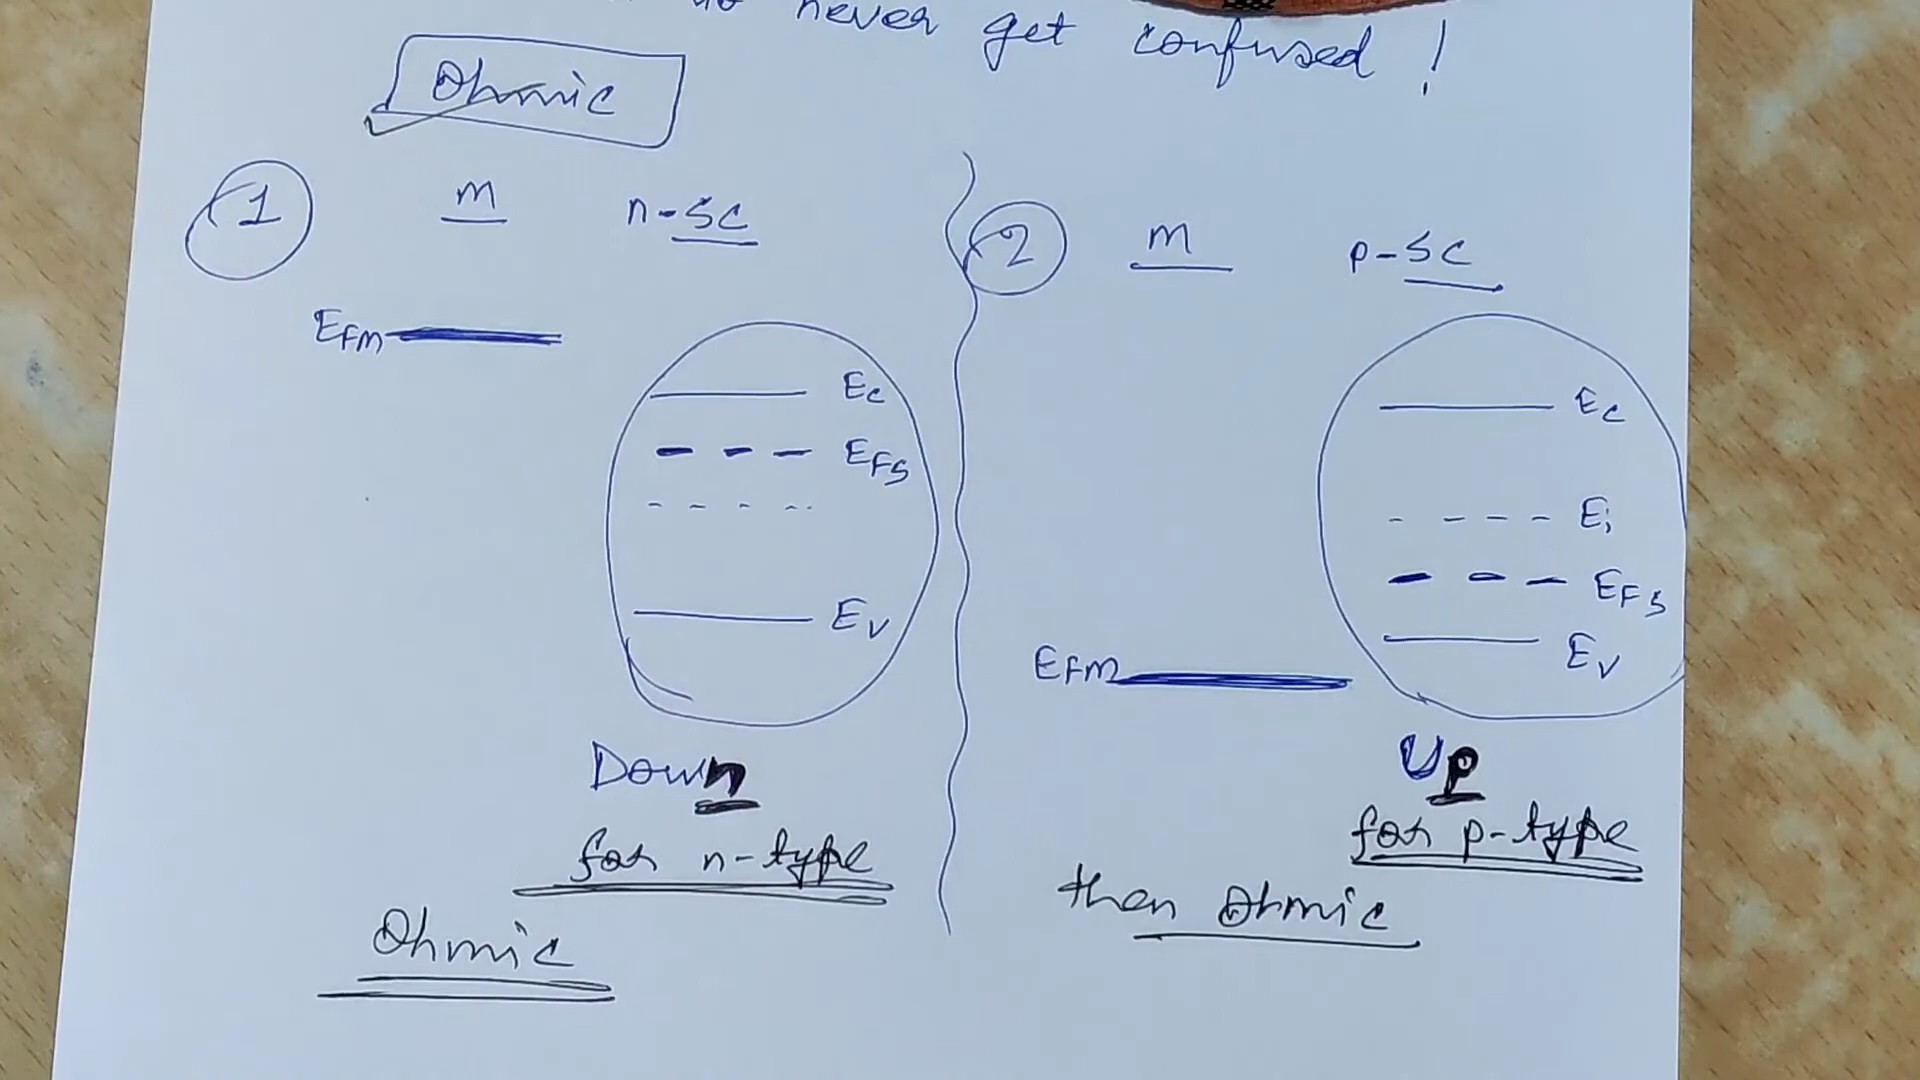 never get confused !
Ohmic
1 m n-SC
EFM
Ec
EFS
Ev
Down
for n-type
Ohmic
2 m p-SC
Ec
Ei
EFS
Ev
EFM
Up
for p-type
then Ohmic